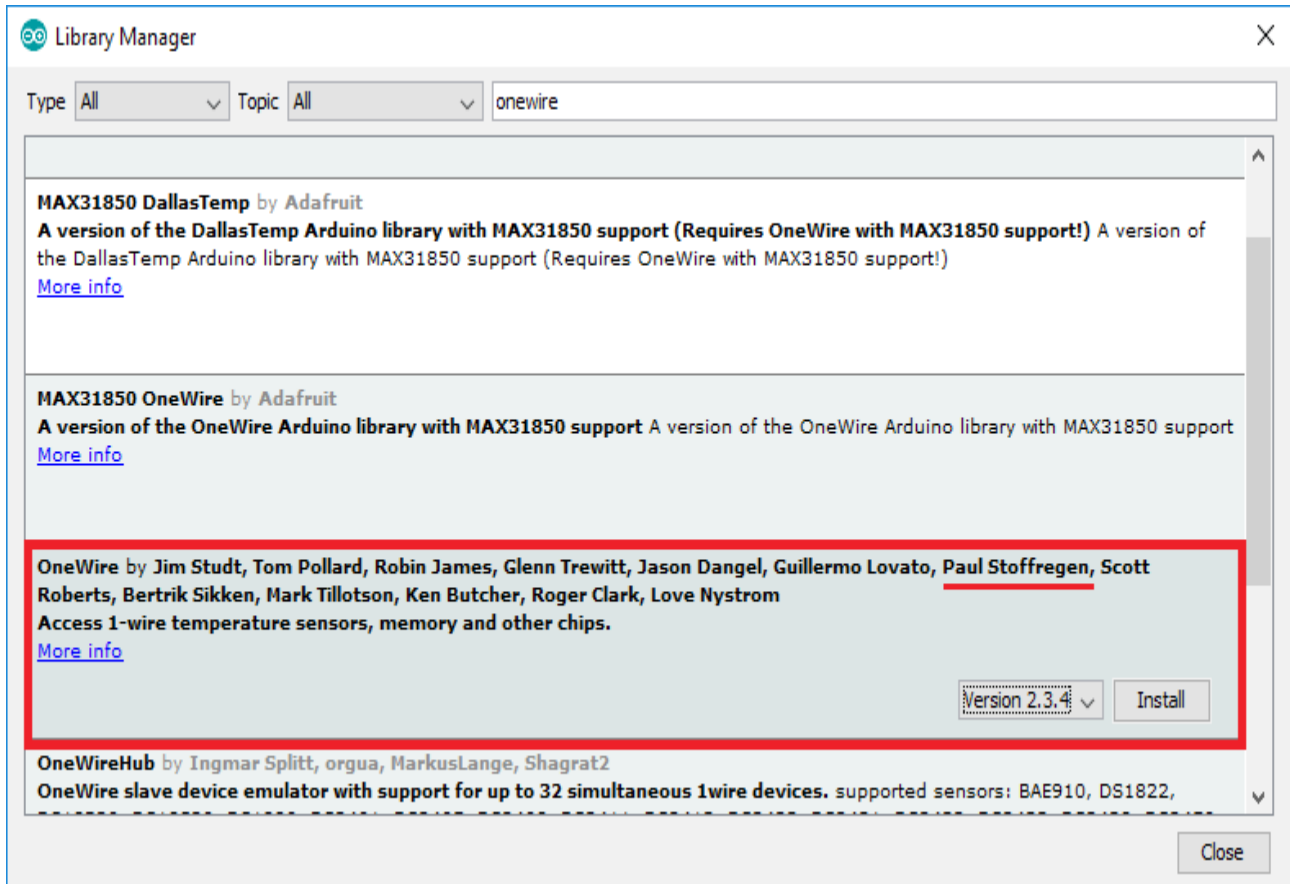 Library Manager
Type All Topic All onewire
MAX31850 DallasTemp by Adafruit
A version of the DallasTemp Arduino library with MAX31850 support (Requires OneWire with MAX31850 support!) A version of
the DallasTemp Arduino library with MAX31850 support (Requires OneWire with MAX31850 support!)
More info
MAX31850 OneWire by Adafruit
A version of the OneWire Arduino library with MAX31850 support A version of the OneWire Arduino library with MAX31850 support
More info
OneWire by Jim Studt, Tom Pollard, Robin James, Glenn Trewitt, Jason Dangel, Guillermo Lovato, Paul Stoffregen, Scott
Roberts, Bertrik Sikken, Mark Tillotson, Ken Butcher, Roger Clark, Love Nystrom
Access 1-wire temperature sensors, memory and other chips.
More info
Version 2.3.4 Install
OneWireHub by Ingmar Splitt, orgua, MarkusLange, Shagrat2
OneWire slave device emulator with support for up to 32 simultaneous 1wire devices. supported sensors: BAE910, DS1822,
Close